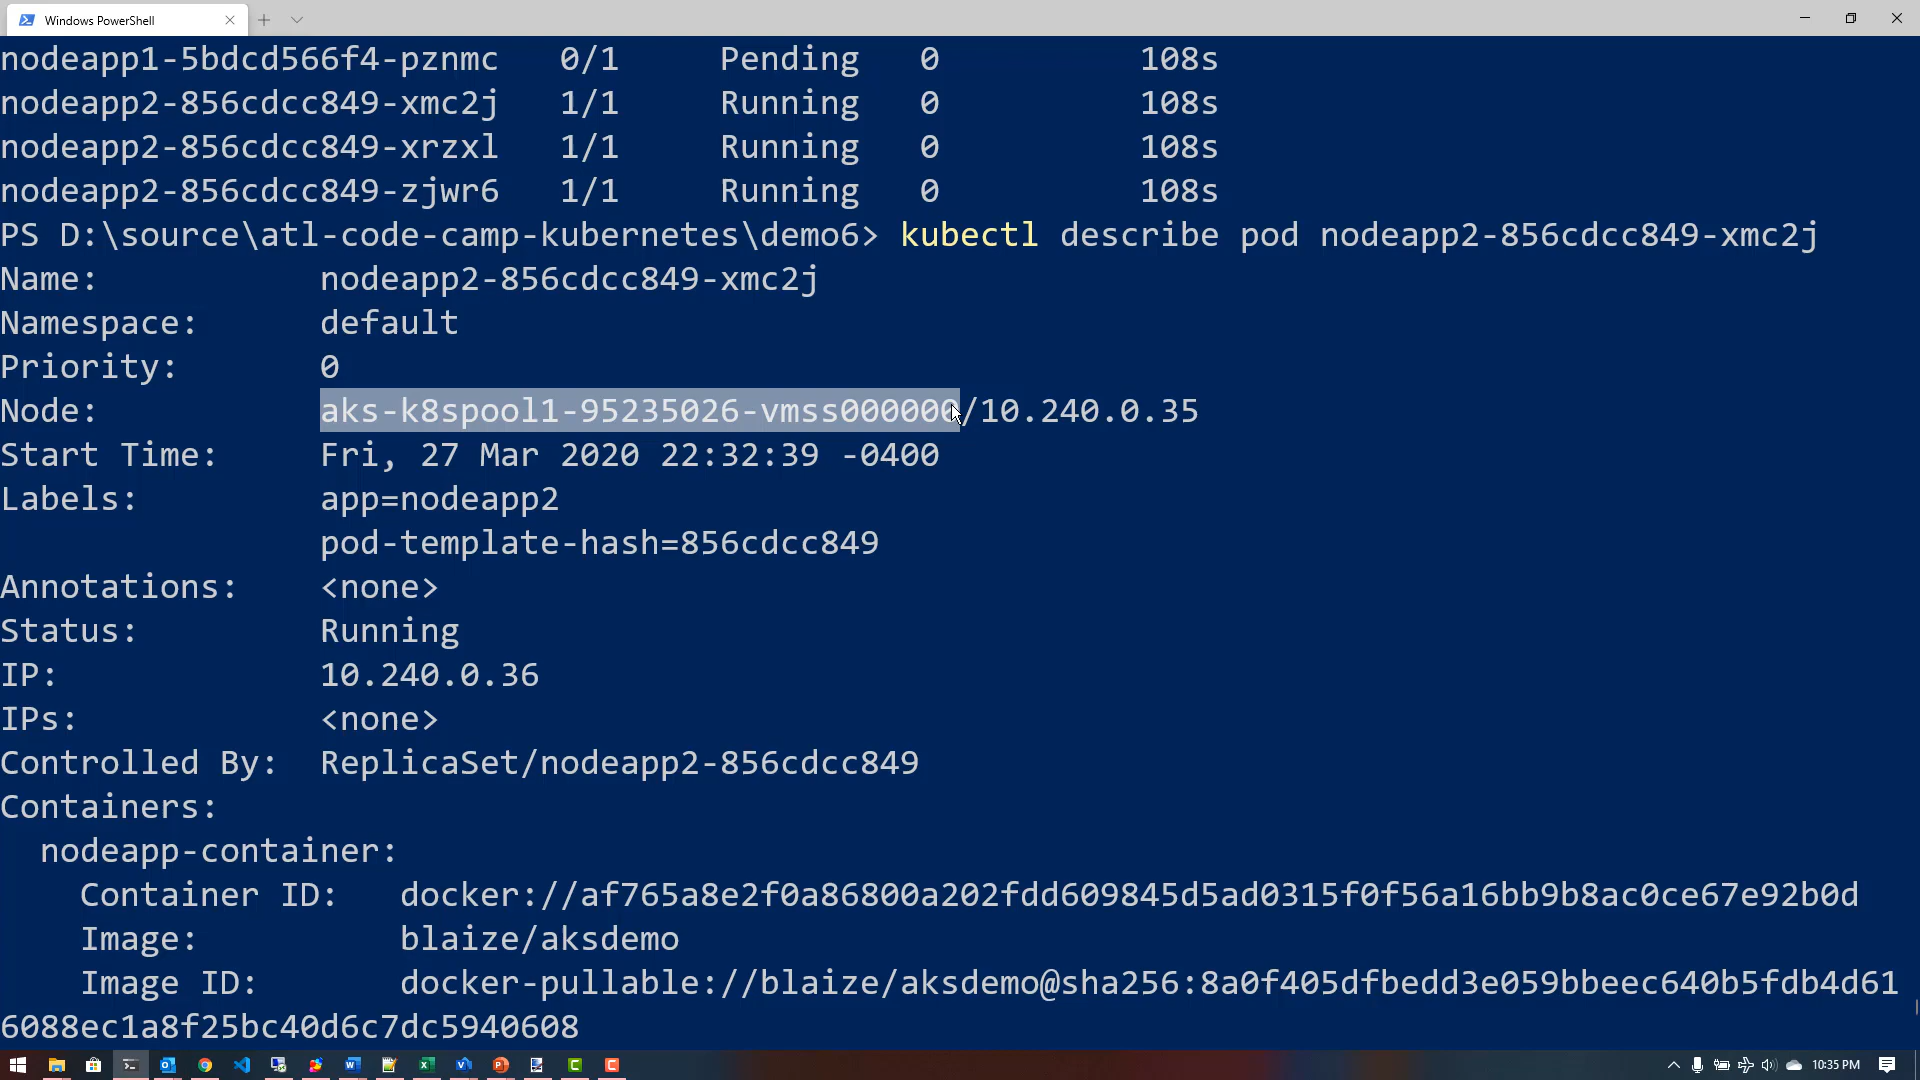 Windows PowerShell
nodeapp1-5bdcd566f4-pznmc 0/1 Pending 0 108s
nodeapp2-856cdcc849-xmc2j 1/1 Running 0 108s
nodeapp2-856cdcc849-xrzxl 1/1 Running 0 108s
nodeapp2-856cdcc849-zjwr6 1/1 Running 0 108s
PS D:\source\atl-code-camp-kubernetes\demo6> kubectl describe pod nodeapp2-856cdcc849-xmc2j
Name: nodeapp2-856cdcc849-xmc2j
Namespace: default
Priority: 0
Node: aks-k8spool1-95235026-vmss000000/10.240.0.35
Start Time: Fri, 27 Mar 2020 22:32:39 -0400
Labels: app=nodeapp2
pod-template-hash=856cdcc849
Annotations: <none>
Status: Running
IP: 10.240.0.36
IPs: <none>
Controlled By: ReplicaSet/nodeapp2-856cdcc849
Containers:
nodeapp-container:
Container ID: docker://af765a8e2f0a86800a202fdd609845d5ad0315f0f56a16bb9b8ac0ce67e92b0d
Image: blaize/aksdemo
Image ID: docker-pullable://blaize/aksdemo@sha256:8a0f405dfbedd3e059bbeec640b5fdb4d61
6088ec1a8f25bc40d6c7dc5940608
10:35 PM